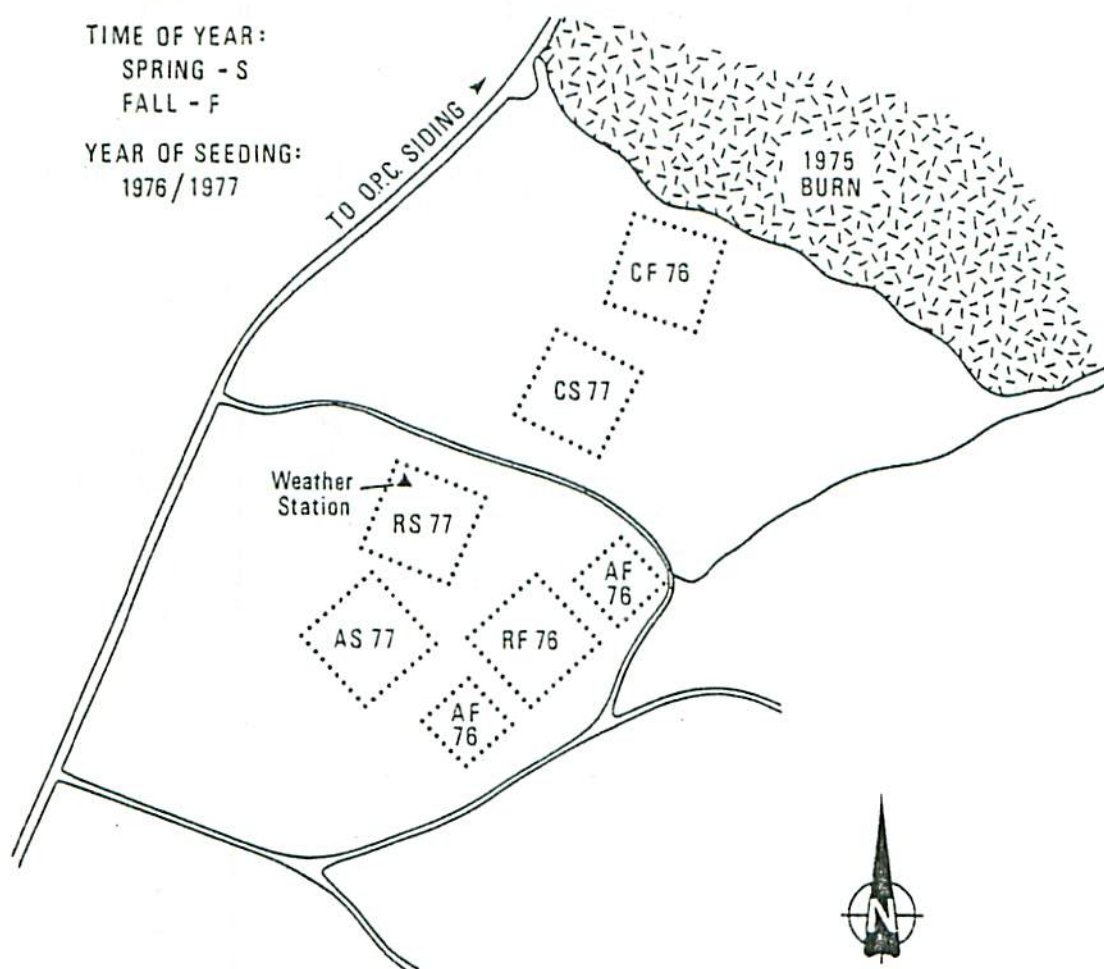 TIME OF YEAR:
SPRING - S
FALL - F
YEAR OF SEEDING:
1976/1977
TO O.P.C. SIDING
1975
BURN
CF 76
CS 77
Weather
Station
RS 77
AF
76
AS 77
RF 76
AF
76
N